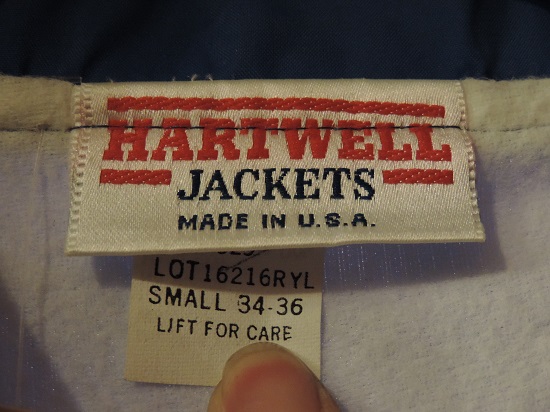 HARTWELL
JACKETS
MADE IN U.S.A.
LOT16216RYL
SMALL 34-36
LIFT FOR CARE